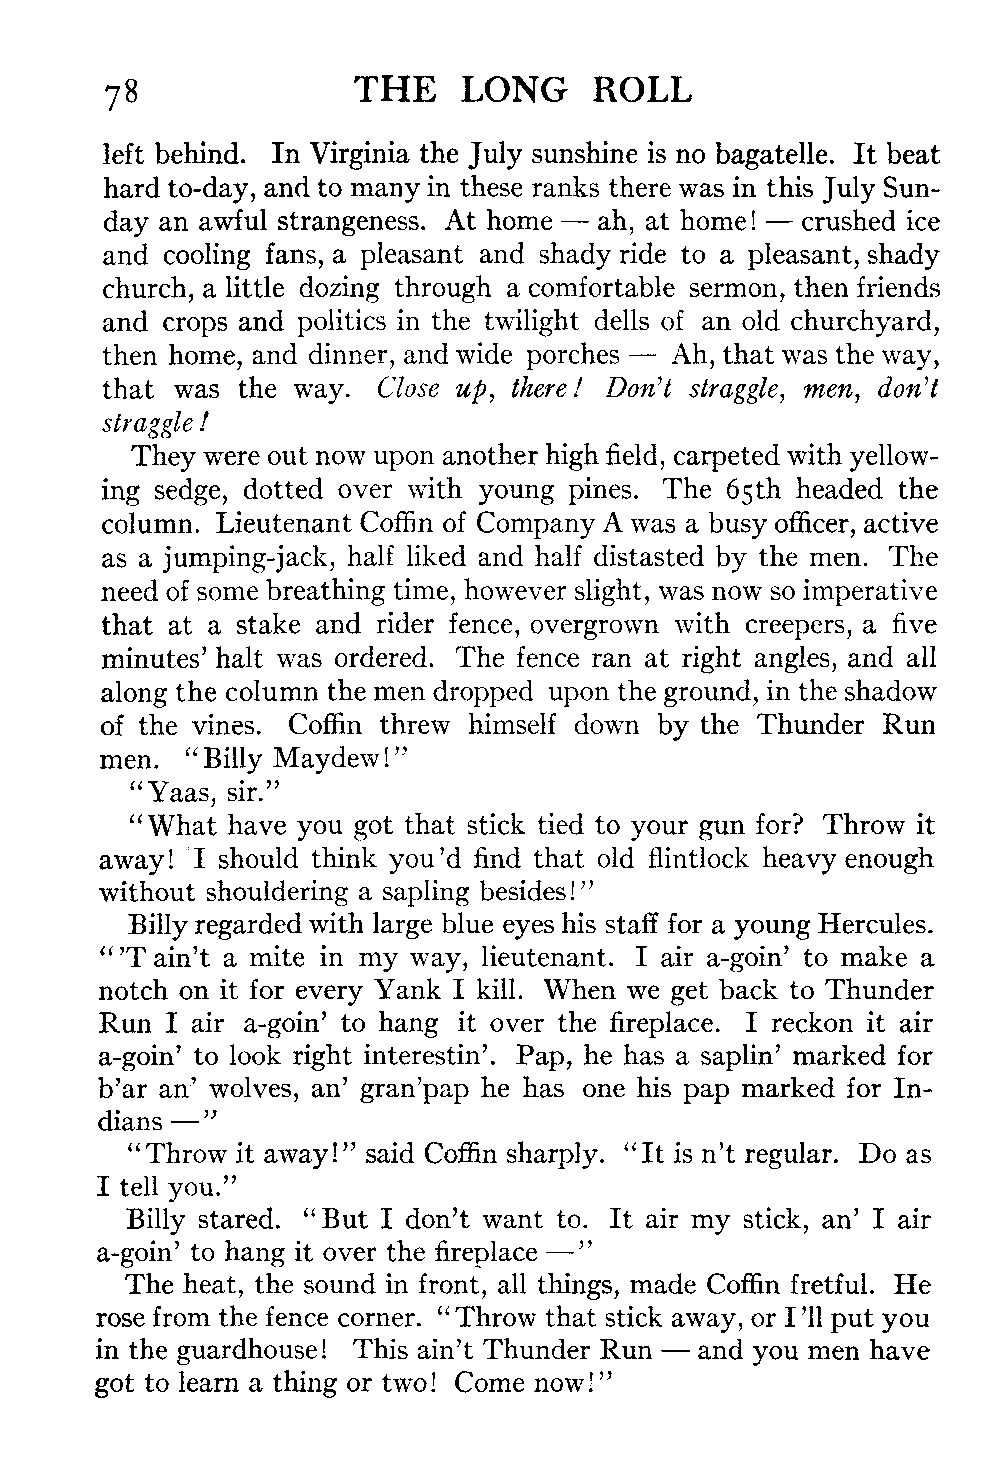 78 THE LONG ROLL
left behind. In Virginia the July sunshine is no bagatelle. It beat
hard to-day, and to many in these ranks there was in this July Sun-
day an awful strangeness. At home — ah, at home! — crushed ice
and cooling fans, a pleasant and shady ride to a pleasant, shady
church, a little dozing through a comfortable sermon, then friends
and crops and politics in the twilight dells of an old churchyard,
then home, and dinner, and wide porches — Ah, that was the way,
that was the way. Close up, there! Don't straggle, men, don't
straggle!
They were out now upon another high field, carpeted with yellow-
ing sedge, dotted over with young pines. The 65th headed the
column. Lieutenant Coffin of Company A was a busy officer, active
as a jumping-jack, half liked and half distasted by the men. The
need of some breathing time, however slight, was now so imperative
that at a stake and rider fence, overgrown with creepers, a five
minutes' halt was ordered. The fence ran at right angles, and all
along the column the men dropped upon the ground, in the shadow
of the vines. Coffin threw himself down by the Thunder Run
men. "Billy Maydew!"
"Yaas, sir."
"What have you got that stick tied to your gun for? Throw it
away! I should think you'd find that old flintlock heavy enough
without shouldering a sapling besides!"
Billy regarded with large blue eyes his staff for a young Hercules.
"'T ain't a mite in my way, lieutenant. I air a-goin' to make a
notch on it for every Yank I kill. When we get back to Thunder
Run I air a-goin' to hang it over the fireplace. I reckon it air
a-goin' to look right interestin'. Pap, he has a saplin' marked for
b'ar an' wolves, an' gran'pap he has one his pap marked for In-
dians —"
"Throw it away!" said Coffin sharply. "It is n't regular. Do as
I tell you."
Billy stared. "But I don't want to. It air my stick, an' I air
a-goin' to hang it over the fireplace —"
The heat, the sound in front, all things, made Coffin fretful. He
rose from the fence corner. "Throw that stick away, or I'll put you
in the guardhouse! This ain't Thunder Run — and you men have
got to learn a thing or two! Come now!"